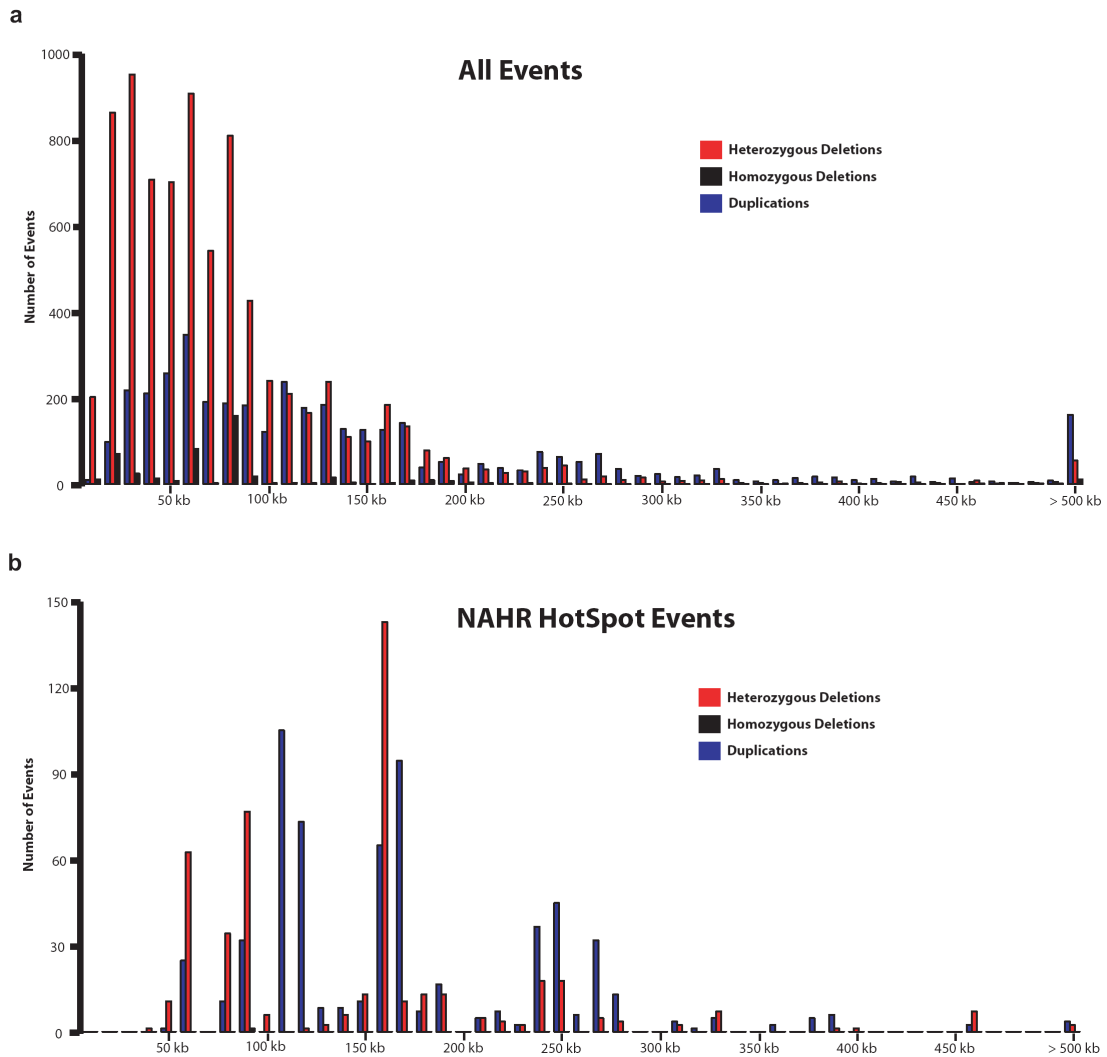 a
All Events
1000
800
600
400
200
0
Number of Events
Heterozygous Deletions
Homozygous Deletions
Duplications
50 kb
100 kb
150 kb
200 kb
250 kb
300 kb
350 kb
400 kb
450 kb
> 500 kb
b
NAHR HotSpot Events
150
120
90
60
30
0
Number of Events
Heterozygous Deletions
Homozygous Deletions
Duplications
50 kb
100 kb
150 kb
200 kb
250 kb
300 kb
350 kb
400 kb
450 kb
> 500 kb